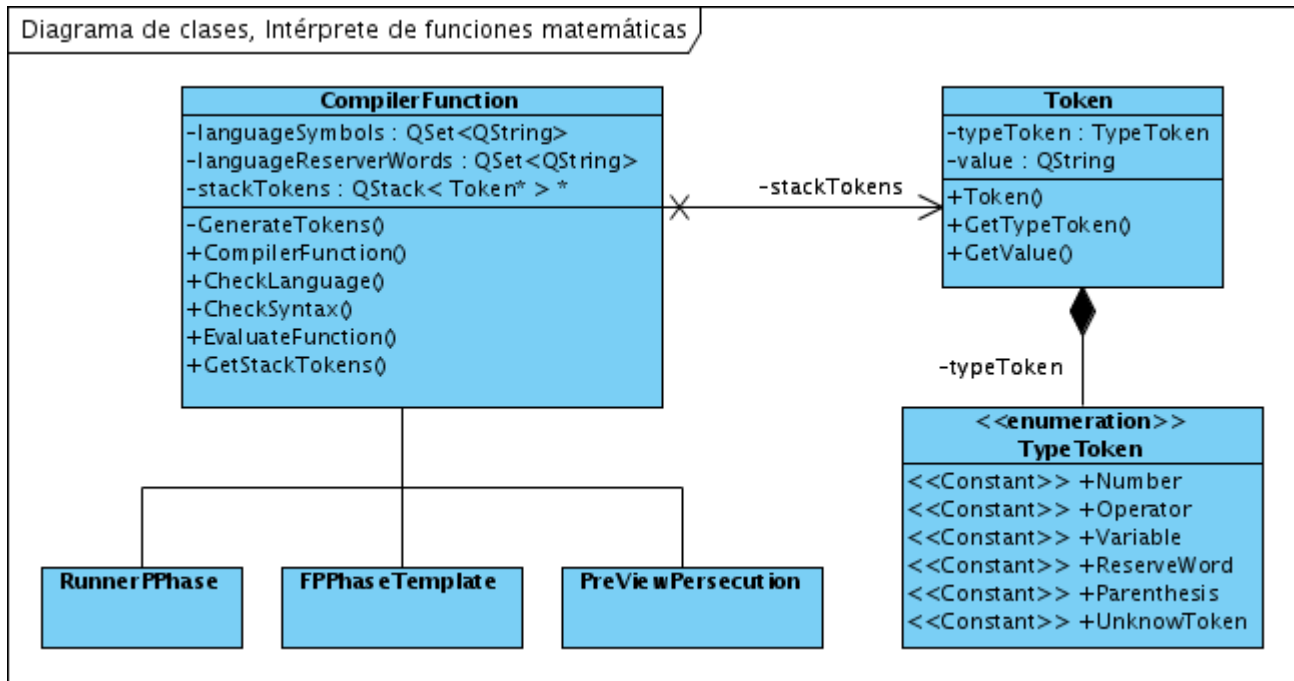 Diagrama de clases, Intérprete de funciones matemáticas
CompilerFunction
-languageSymbols : QSet<QString>
-languageReserverWords : QSet<QString>
-stackTokens : QStack< Token* > *
-GenerateTokens()
+CompilerFunction()
+CheckLanguage()
+CheckSyntax()
+EvaluateFunction()
+GetStackTokens()
-stackTokens
Token
-typeToken : TypeToken
-value : QString
+Token()
+GetTypeToken()
+GetValue()
-typeToken
<<enumeration>>
TypeToken
<<Constant>> +Number
<<Constant>> +Operator
<<Constant>> +Variable
<<Constant>> +ReserveWord
<<Constant>> +Parenthesis
<<Constant>> +UnknowToken
RunnerPPhase
FPPhaseTemplate
PreViewPersecution